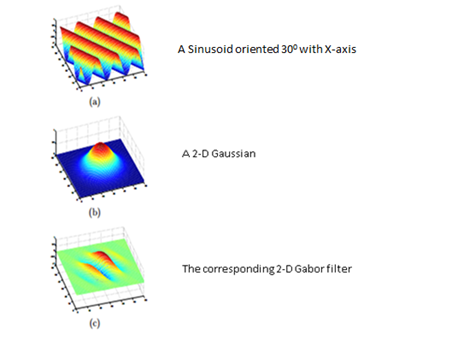 A Sinusoid oriented 30⁰ with X-axis
(a)
A 2-D Gaussian
(b)
The corresponding 2-D Gabor filter
(c)